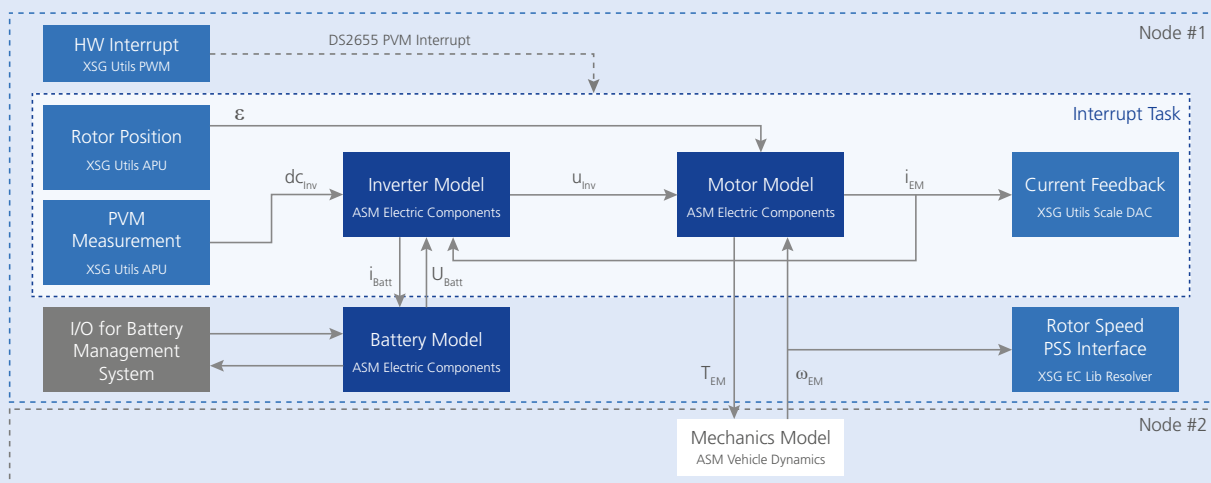 Node #1
HW Interrupt
XSG Utils PWM
DS2655 PVM Interrupt
Interrupt Task
Rotor Position
XSG Utils APU
ε
PVM
Measurement
XSG Utils APU
dcInv
Inverter Model
ASM Electric Components
uInv
Motor Model
ASM Electric Components
iEM
Current Feedback
XSG Utils Scale DAC
iBatt
UBatt
I/O for Battery
Management
System
Battery Model
ASM Electric Components
TEM
ωEM
Rotor Speed
PSS Interface
XSG EC Lib Resolver
Node #2
Mechanics Model
ASM Vehicle Dynamics